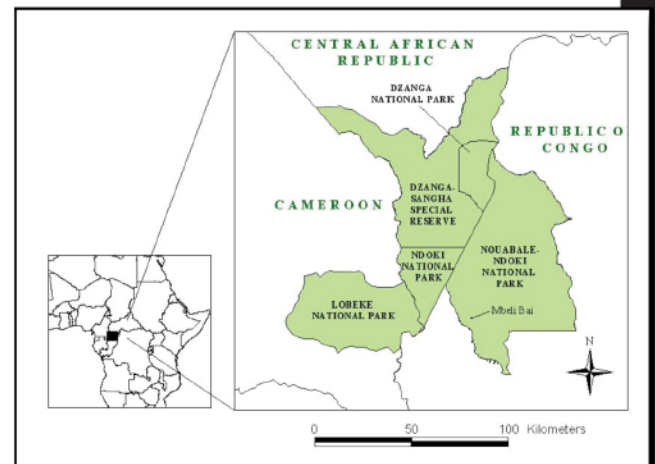 CENTRAL AFRICAN
REPUBLIC
DZANGA
NATIONAL PARK
REPUBLIC O
CONGO
CAMEROON
DZANGA-
SANGHA
SPECIAL
RESERVE
NDOKI
NATIONAL
PARK
NOUABALE-
NDOKI
NATIONAL
PARK
LOBEKE
NATIONAL PARK
Mbeli Bai
N
0 50 100 Kilometers